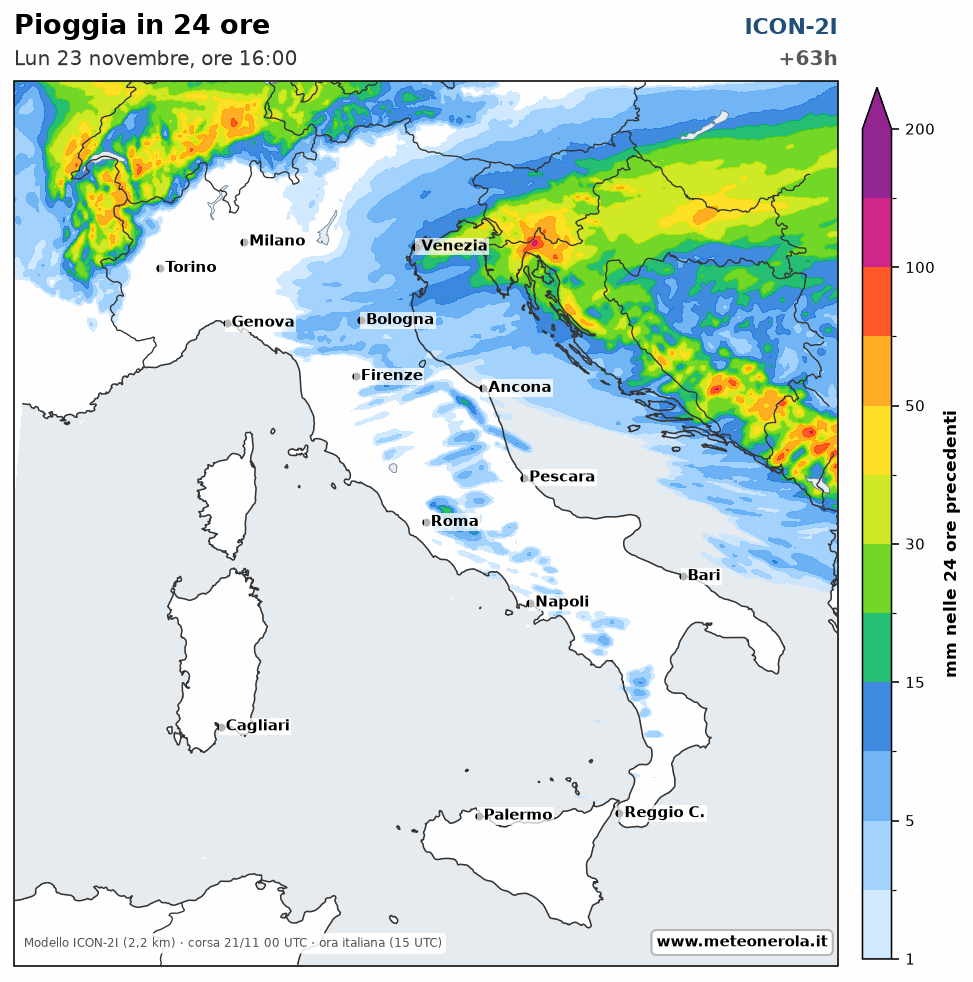 Pioggia in 24 ore
ICON-2I
Lun 23 novembre, ore 16:00
+63h
200
100
50
30
15
5
1
mm nelle 24 ore precedenti
Milano
Venezia
Torino
Genova
Bologna
Firenze
Ancona
Pescara
Roma
Bari
Napoli
Cagliari
Palermo
Reggio C.
Modello ICON-2I (2,2 km) · corsa 21/11 00 UTC · ora italiana (15 UTC)
www.meteonerola.it